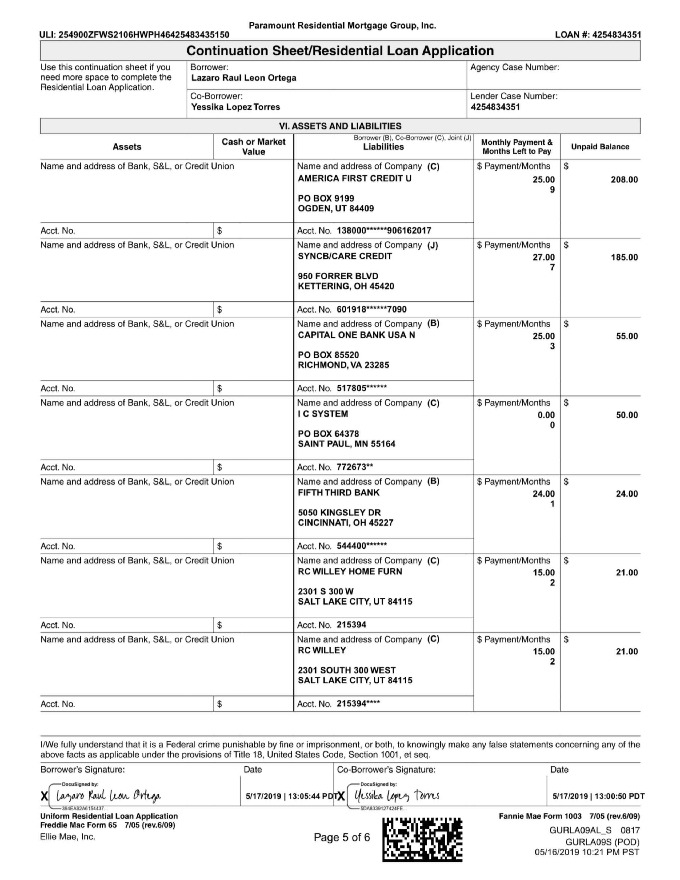 Paramount Residential Mortgage Group, Inc.
ULI: 254900ZFWS2106HWPH46425483435150 LOAN #: 4254834351
Continuation Sheet/Residential Loan Application
Use this continuation sheet if you
need more space to complete the
Residential Loan Application.
Borrower:
Lazaro Raul Leon Ortega
Agency Case Number:
Co-Borrower:
Yessika Lopez Torres
Lender Case Number:
4254834351
VI. ASSETS AND LIABILITIES
Assets
Cash or Market
Value
Borrower (B), Co-Borrower (C), Joint (J)
Liabilities
Monthly Payment &
Months Left to Pay
Unpaid Balance
Name and address of Bank, S&L, or Credit Union
Name and address of Company (C)
AMERICA FIRST CREDIT U
PO BOX 9199
OGDEN, UT 84409
$ Payment/Months
25.00
9
$
208.00
Acct. No. $ Acct. No. 138000******906162017
Name and address of Bank, S&L, or Credit Union
Name and address of Company (J)
SYNCB/CARE CREDIT
950 FORRER BLVD
KETTERING, OH 45420
$ Payment/Months
27.00
7
$
185.00
Acct. No. $ Acct. No. 601918******7090
Name and address of Bank, S&L, or Credit Union
Name and address of Company (B)
CAPITAL ONE BANK USA N
PO BOX 85520
RICHMOND, VA 23285
$ Payment/Months
25.00
3
$
55.00
Acct. No. $ Acct. No. 517805******
Name and address of Bank, S&L, or Credit Union
Name and address of Company (C)
I C SYSTEM
PO BOX 64378
SAINT PAUL, MN 55164
$ Payment/Months
0.00
0
$
50.00
Acct. No. $ Acct. No. 772673**
Name and address of Bank, S&L, or Credit Union
Name and address of Company (B)
FIFTH THIRD BANK
5050 KINGSLEY DR
CINCINNATI, OH 45227
$ Payment/Months
24.00
1
$
24.00
Acct. No. $ Acct. No. 544400******
Name and address of Bank, S&L, or Credit Union
Name and address of Company (C)
RC WILLEY HOME FURN
2301 S 300 W
SALT LAKE CITY, UT 84115
$ Payment/Months
15.00
2
$
21.00
Acct. No. $ Acct. No. 215394
Name and address of Bank, S&L, or Credit Union
Name and address of Company (C)
RC WILLEY
2301 SOUTH 300 WEST
SALT LAKE CITY, UT 84115
$ Payment/Months
15.00
2
$
21.00
Acct. No. $ Acct. No. 215394****
I/We fully understand that it is a Federal crime punishable by fine or imprisonment, or both, to knowingly make any false statements concerning any of the
above facts as applicable under the provisions of Title 18, United States Code, Section 1001, et seq.
Borrower's Signature: Date Co-Borrower's Signature: Date
DocuSigned by: DocuSigned by:
X Lazaro Raul Leon Ortega 5/17/2019 | 13:05:44 PDT X Yessika Lopez Torres 5/17/2019 | 13:00:50 PDT
Uniform Residential Loan Application
Freddie Mac Form 65 7/05 (rev.6/09)
Fannie Mae Form 1003 7/05 (rev.6/09)
Ellie Mae, Inc.
Page 5 of 6
GURLA09AL_S 0817
GURLA09S (POD)
05/16/2019 10:21 PM PST